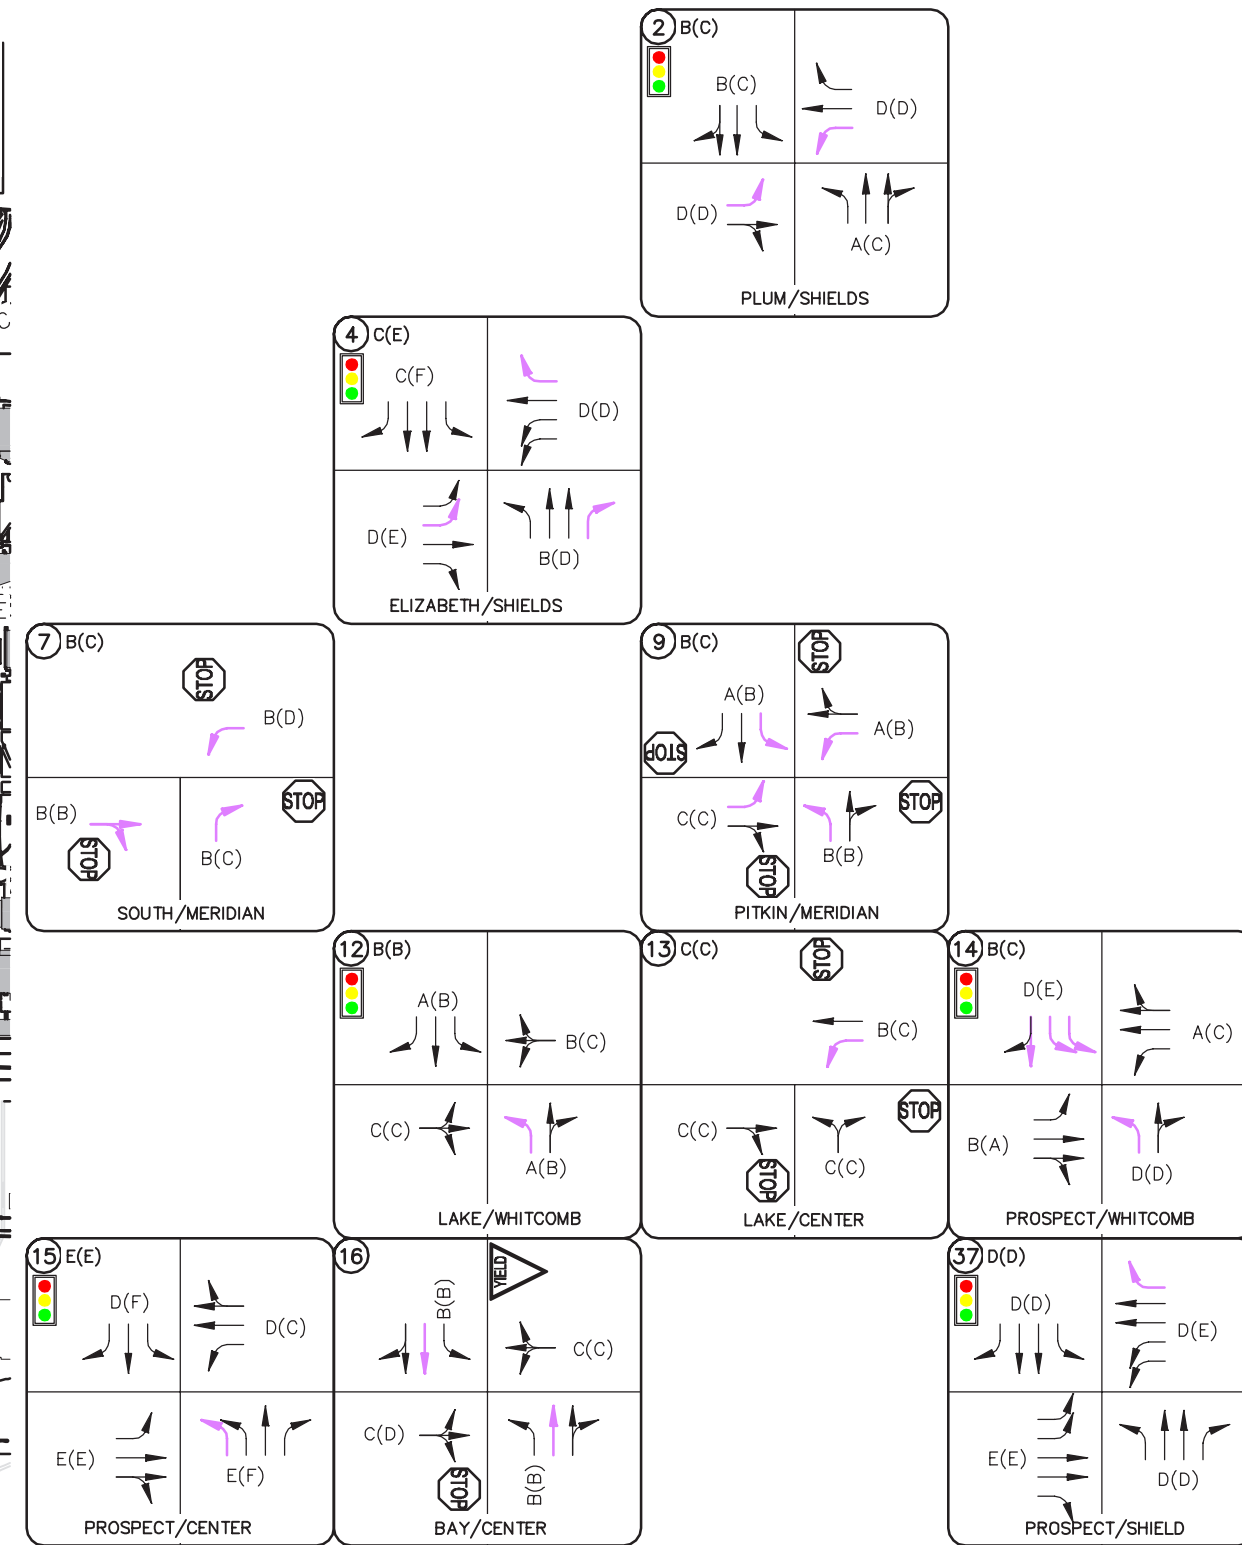 2 B(C)
B(C)
D(D)
D(D)
A(C)
PLUM/SHIELDS
4 C(E)
C(F)
D(D)
D(E)
B(D)
ELIZABETH/SHIELDS
7 B(C)
STOP
B(D)
B(B)
STOP
STOP
B(C)
SOUTH/MERIDIAN
9 B(C)
STOP
A(B)
A(B)
STOP
C(C)
STOP
B(B)
STOP
PITKIN/MERIDIAN
12 B(B)
A(B)
B(C)
C(C)
A(B)
LAKE/WHITCOMB
13 C(C)
STOP
B(C)
C(C)
STOP
STOP
C(C)
LAKE/CENTER
14 B(C)
D(E)
A(C)
B(A)
D(D)
PROSPECT/WHITCOMB
15 E(E)
D(F)
D(C)
E(E)
E(F)
PROSPECT/CENTER
16
YIELD
B(B)
C(C)
C(D)
STOP
B(B)
BAY/CENTER
37 D(D)
D(D)
D(E)
E(E)
D(D)
PROSPECT/SHIELD